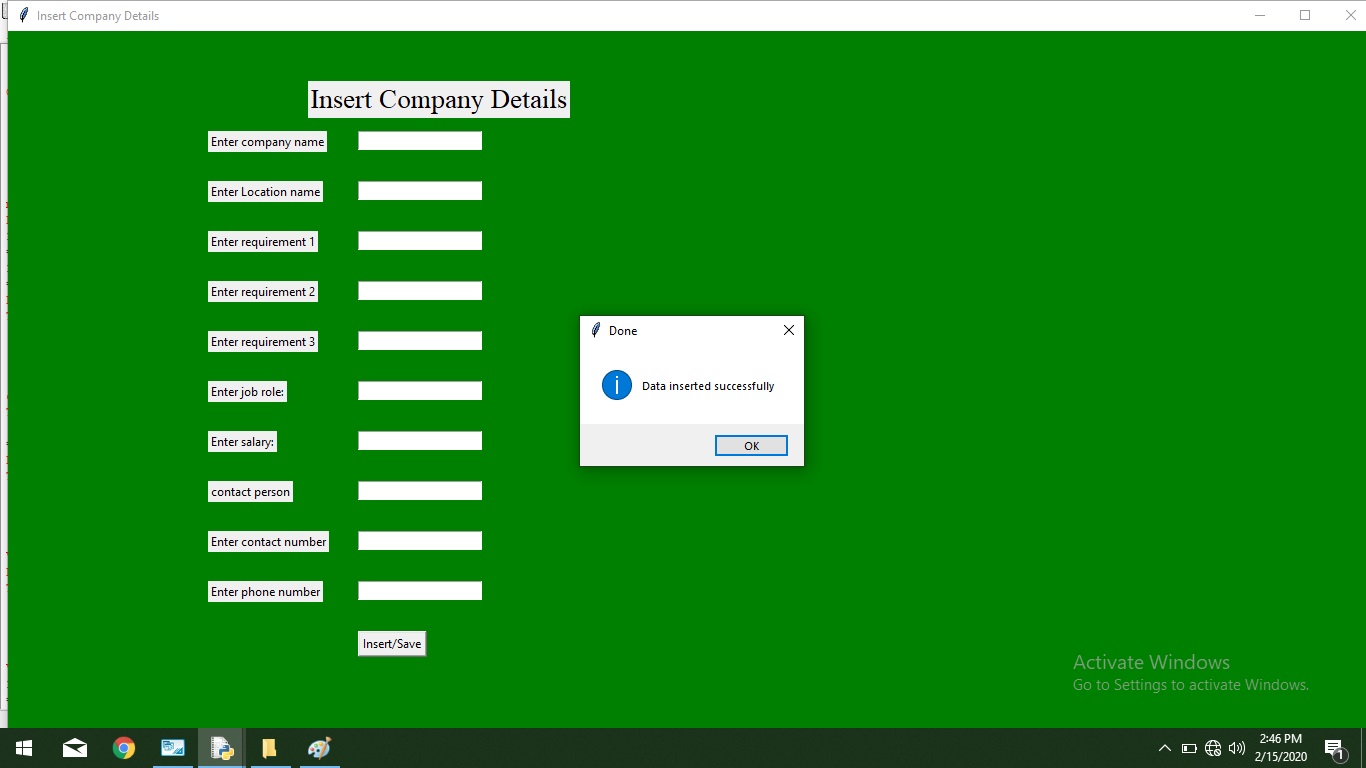 Insert Company Details
Insert Company Details
Enter company name
Enter Location name
Enter requirement 1
Enter requirement 2
Enter requirement 3
Enter job role:
Enter salary:
contact person
Enter contact number
Enter phone number
Insert/Save
Done
Data inserted successfully
OK
Activate Windows
Go to Settings to activate Windows.
2:46 PM
2/15/2020
1